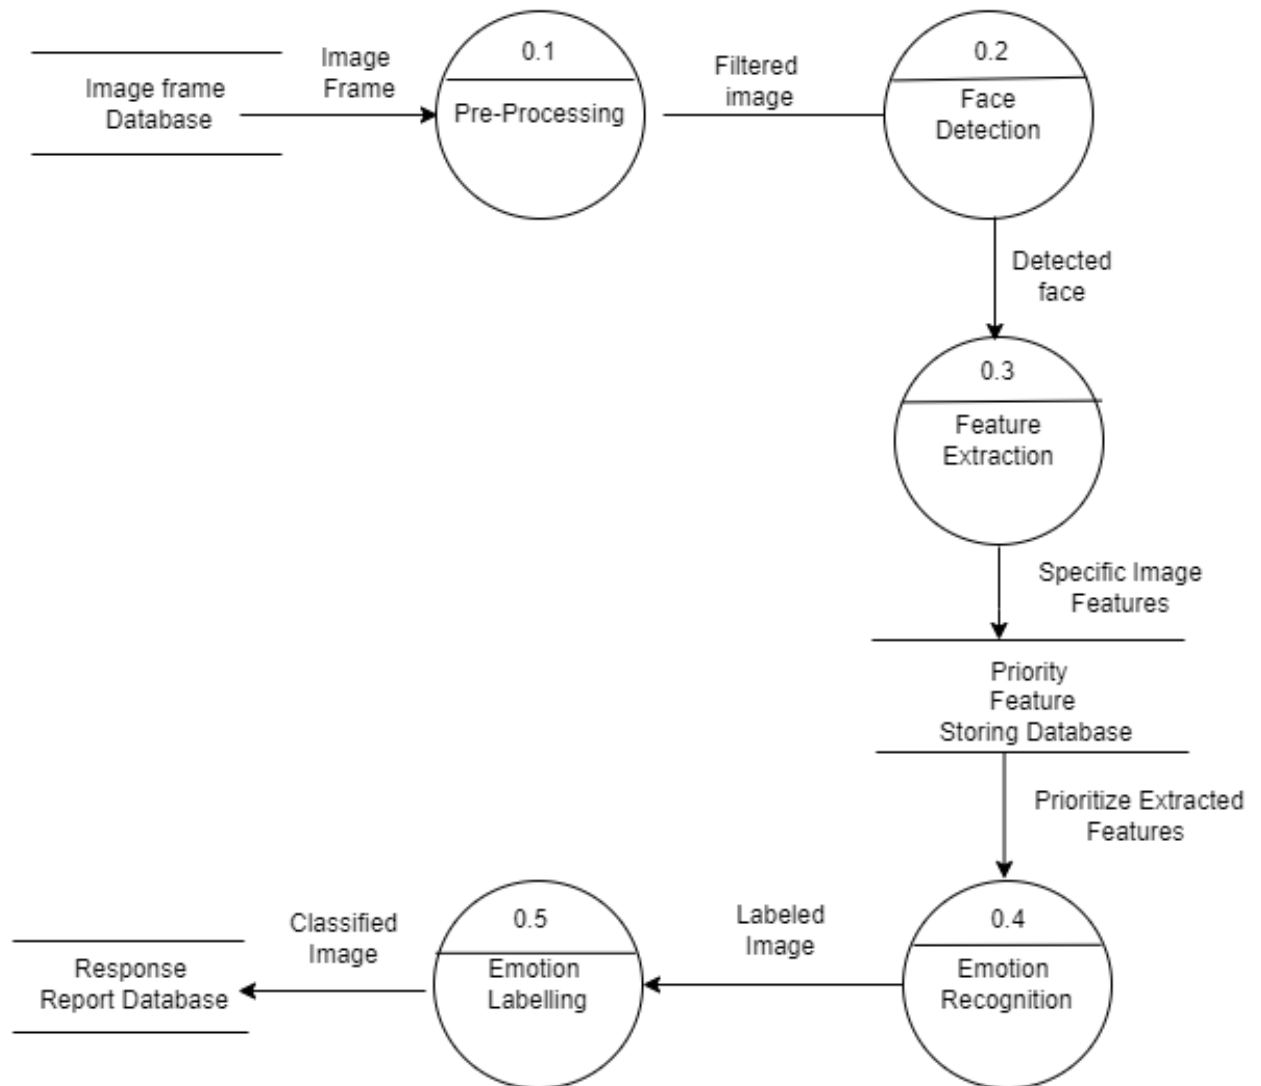 Image frame
Database
Image
Frame
0.1
Pre-Processing
Filtered
image
0.2
Face
Detection
Detected
face
0.3
Feature
Extraction
Specific Image
Features
Priority
Feature
Storing Database
Prioritize Extracted
Features
0.4
Emotion
Recognition
Labeled
Image
0.5
Emotion
Labelling
Classified
Image
Response
Report Database